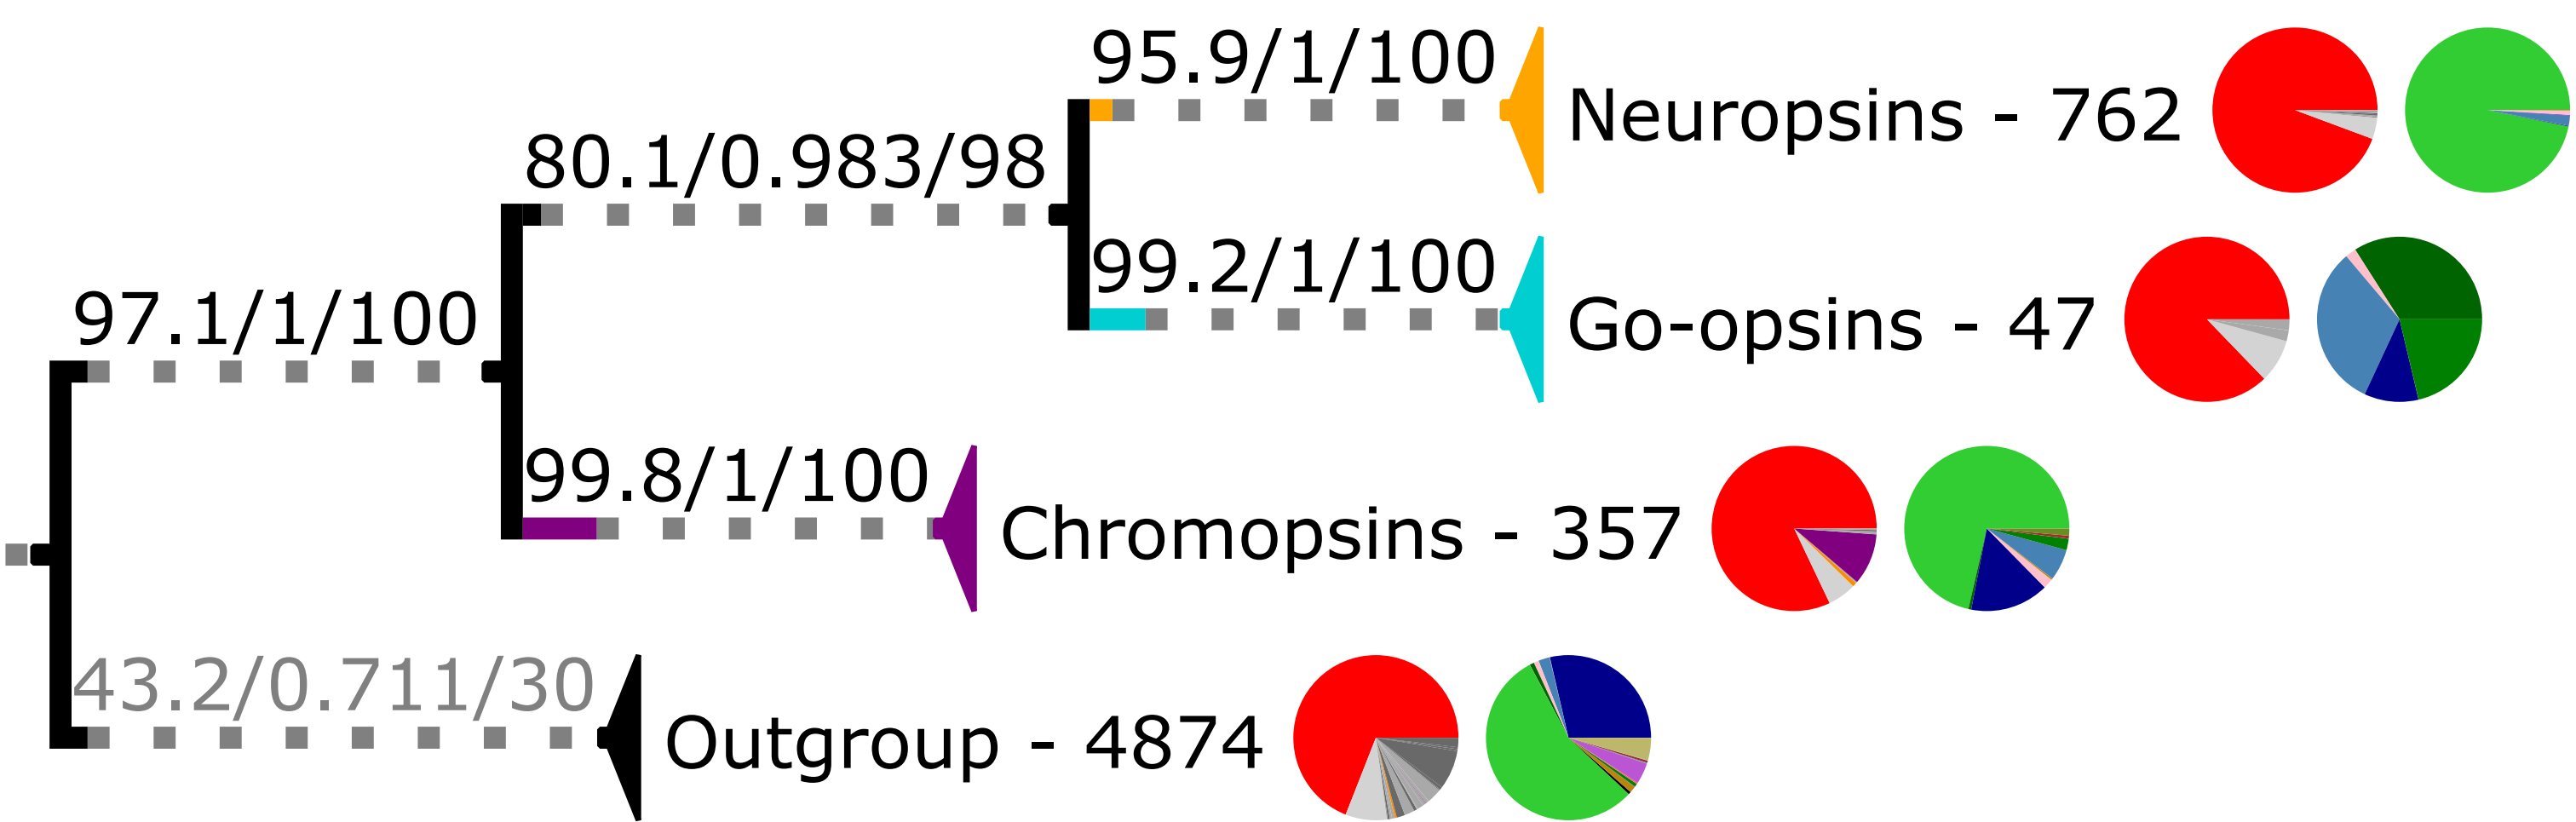 95.9/1/100
Neuropsins - 762
80.1/0.983/98
99.2/1/100
Go-opsins - 47
97.1/1/100
99.8/1/100
Chromopsins - 357
43.2/0.711/30
Outgroup - 4874